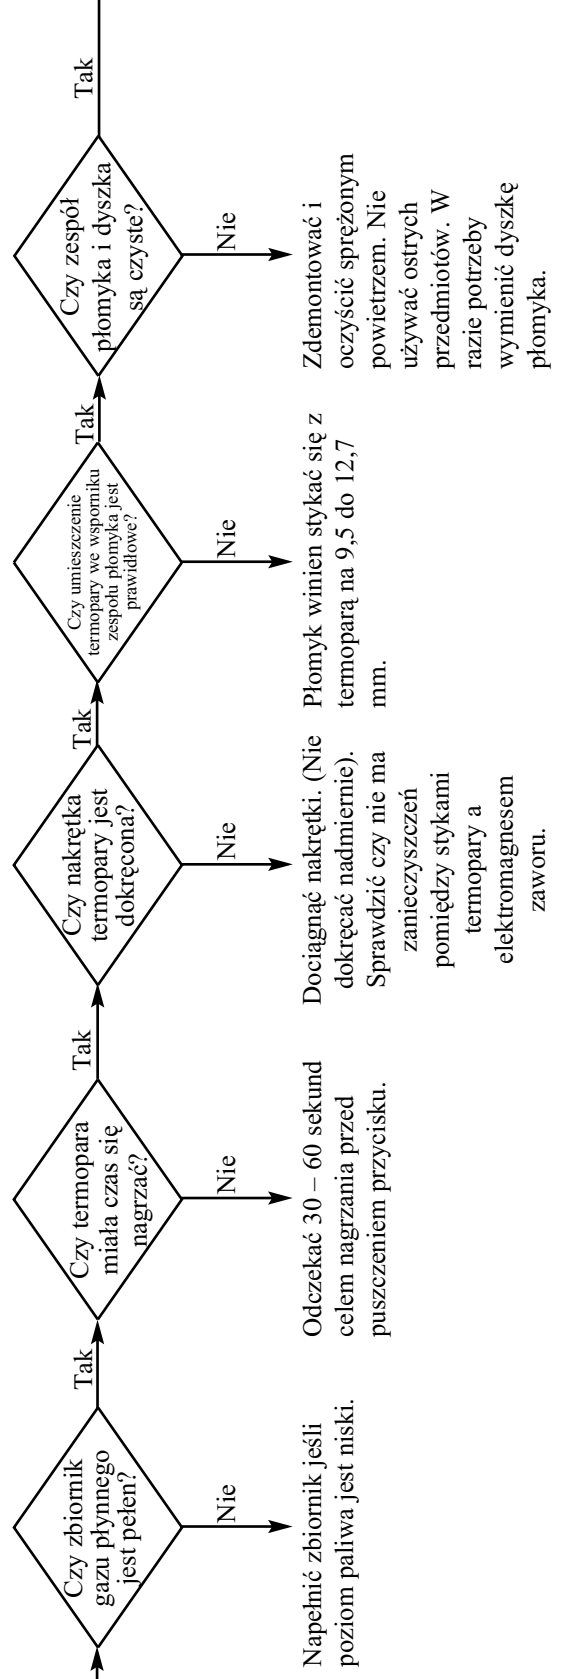 Czy zbiornik
gazu płynnego
jest pełen?
Tak
Nie
Napełnić zbiornik jeśli
poziom paliwa jest niski.
Czy termopara
miała czas się
nagrzać?
Tak
Nie
Odczekać 30 – 60 sekund
celem nagrzania przed
puszczeniem przycisku.
Czy nakrętka
termopary jest
dokręcona?
Tak
Nie
Dociągnąć nakrętki. (Nie
dokręcać nadmiernie).
Sprawdzić czy nie ma
zanieczyszczeń
pomiędzy stykami
termopary a
elektromagnesem
zaworu.
Czy umieszczenie
termopary we wsporniku
zespołu płomyka jest
prawidłowe?
Tak
Nie
Płomyk winien stykać się z
termoparą na 9,5 do 12,7
mm.
Czy zespół
płomyka i dyszka
są czyste?
Tak
Nie
Zdemontować i
oczyścić sprężonym
powietrzem. Nie
używać ostrych
przedmiotów. W
razie potrzeby
wymienić dyszkę
płomyka.